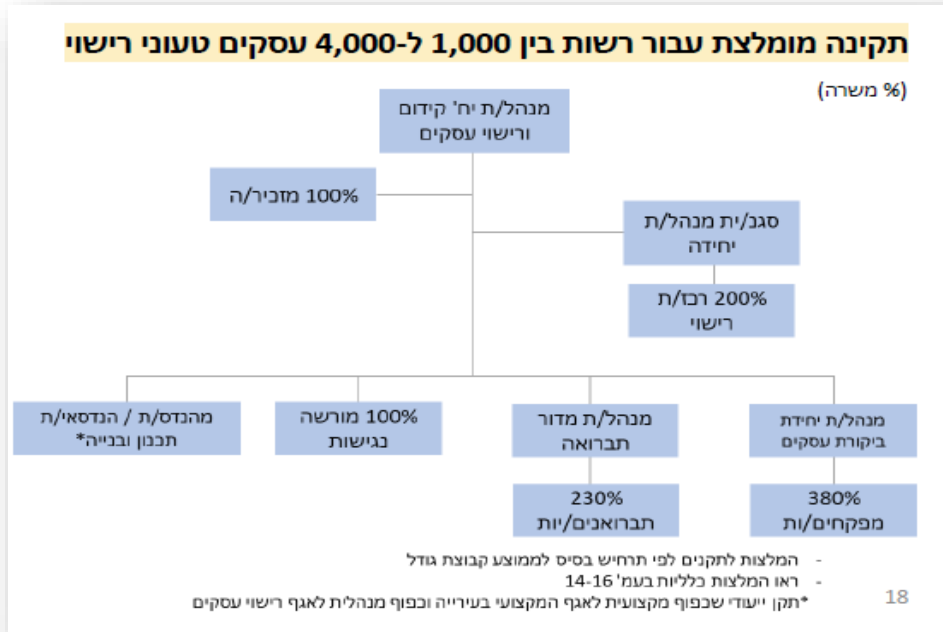 תקינה מומלצת עבור רשות בין 1,000 ל-4,000 עסקים טעוני רישוי
(% משרה)
מנהל/ת יח' קידום
ורישוי עסקים
100% מזכיר/ה
סגנ/ית מנהל/ת
יחידה
200% רכז/ת
רישוי
מנהל/ת יחידת
ביקורת עסקים
380%
מפקחים/ות
מנהל/ת מדור
תברואה
230%
תברואנים/יות
100% מורשה
נגישות
מהנדס/ת / הנדסאי/ת
תכנון ובנייה*
- המלצות לתקנים לפי תרחיש בסיס לממוצע קבוצת גודל
- ראו המלצות כלליות בעמ' 14-16
*תקן ייעודי שכפוף מקצועית לאגף המקצועי בעירייה וכפוף מנהלית לאגף רישוי עסקים
18